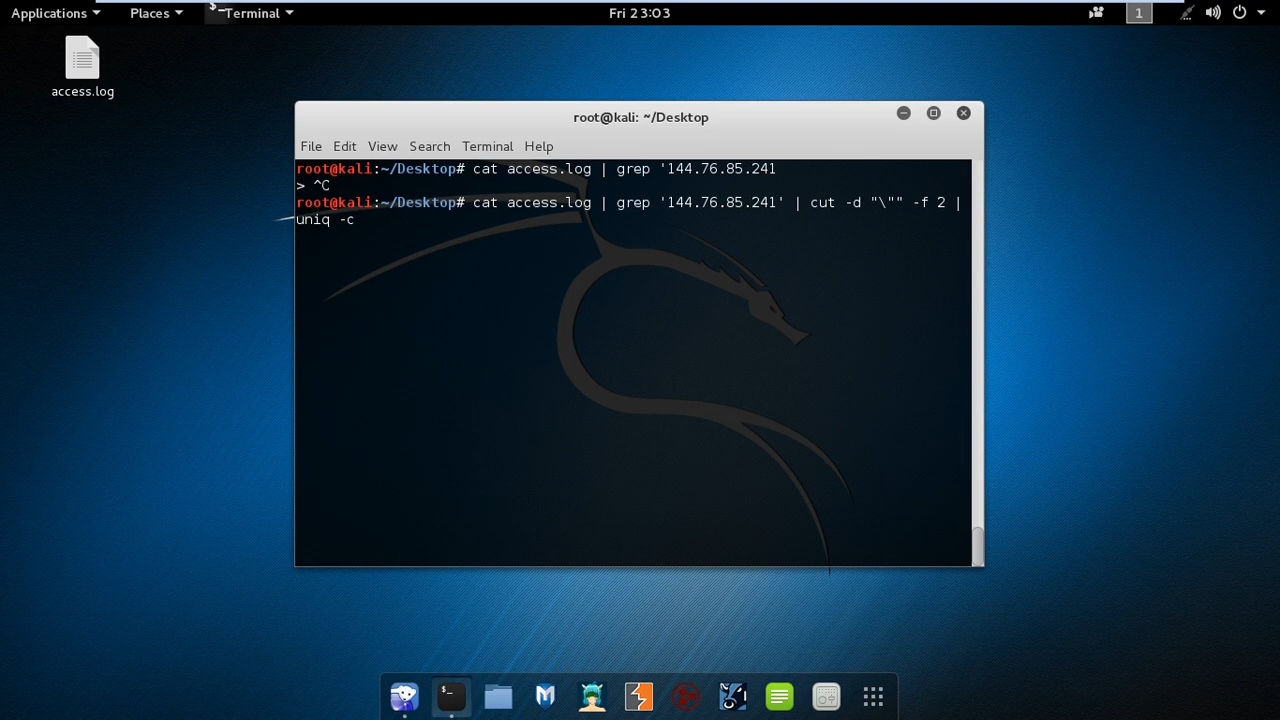 Applications Places Terminal Fri 23:03 1
access.log
root@kali: ~/Desktop
File Edit View Search Terminal Help
root@kali:~/Desktop# cat access.log | grep '144.76.85.241
> ^C
root@kali:~/Desktop# cat access.log | grep '144.76.85.241' | cut -d "\"" -f 2 |
uniq -c